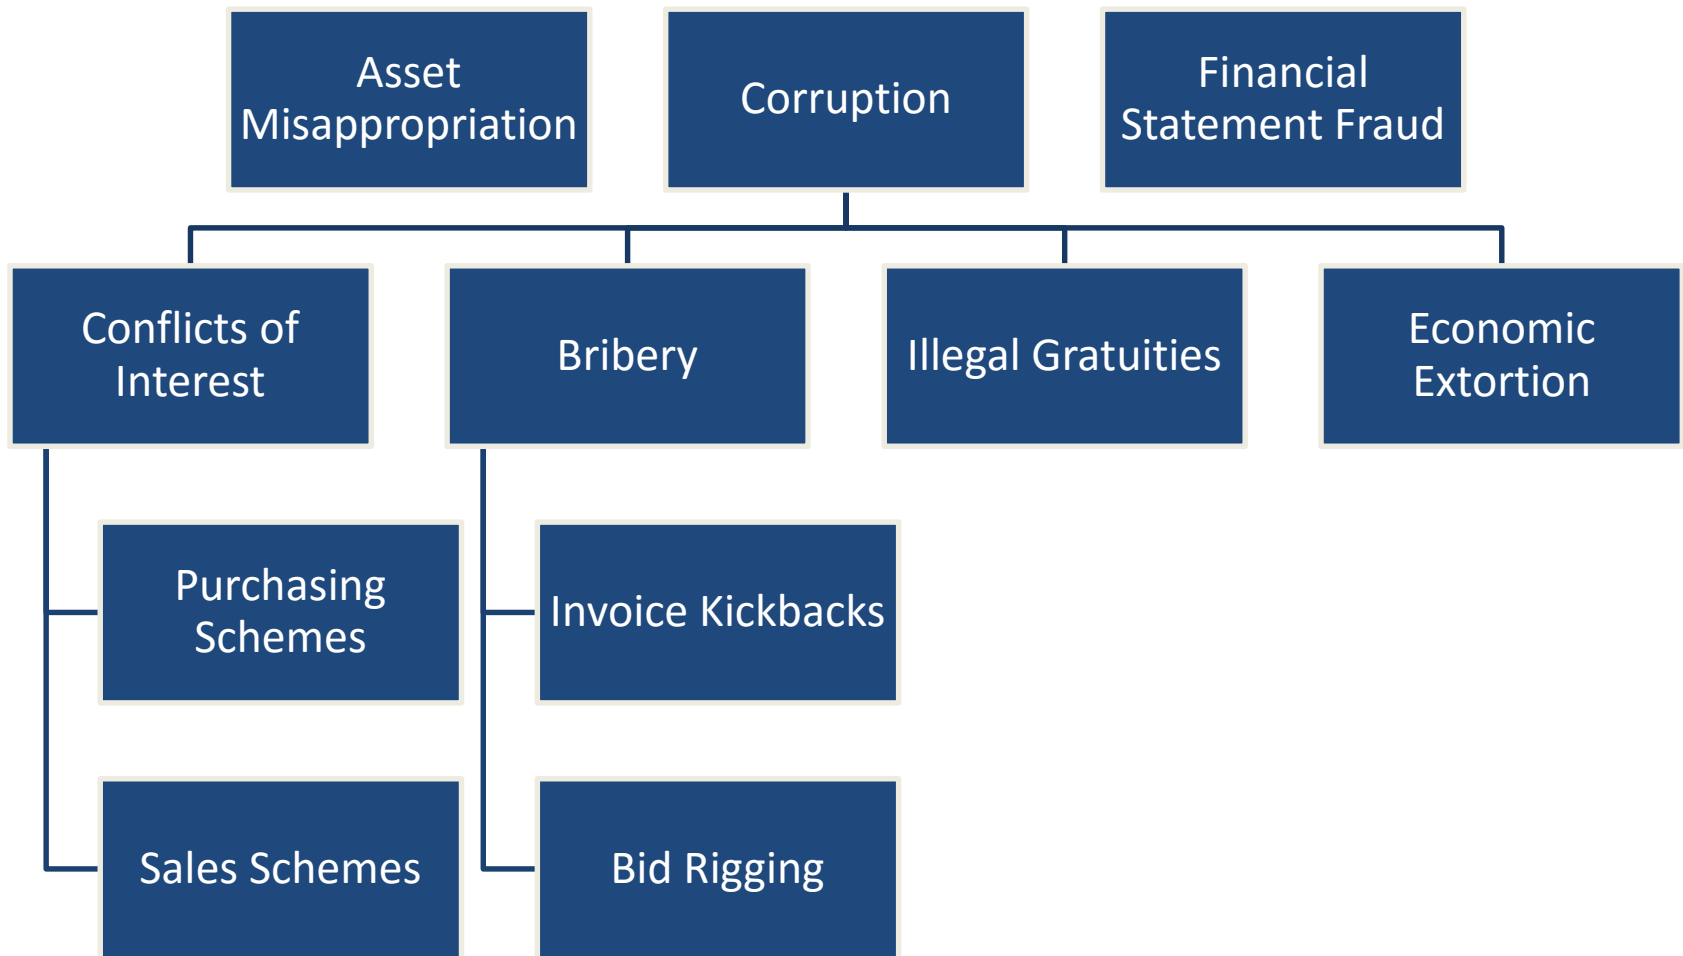 Asset
Misappropriation
Corruption
Financial
Statement Fraud
Conflicts of
Interest
Bribery
Illegal Gratuities
Economic
Extortion
Purchasing
Schemes
Invoice Kickbacks
Sales Schemes
Bid Rigging